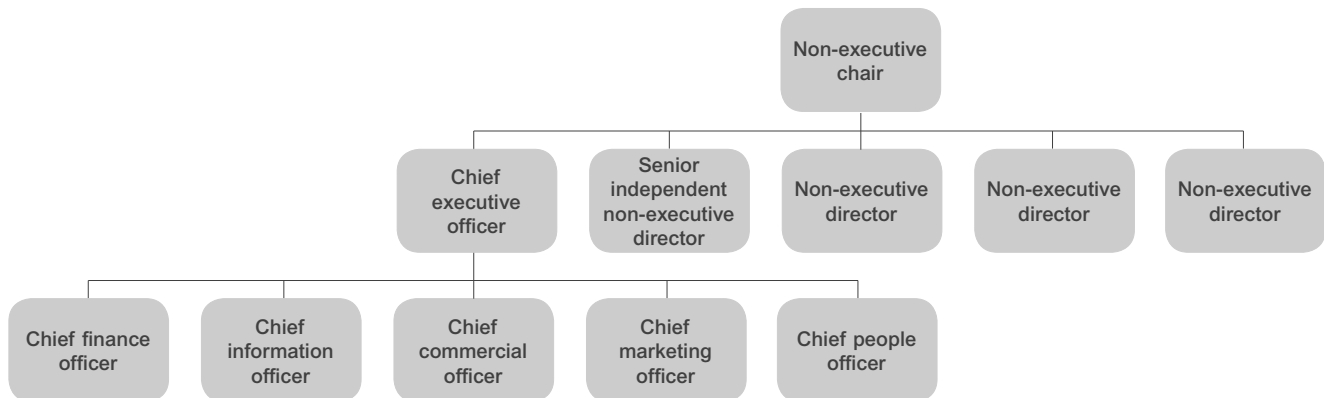 Non-executive
chair
Chief
executive
officer
Senior
independent
non-executive
director
Non-executive
director
Non-executive
director
Non-executive
director
Chief finance
officer
Chief
information
officer
Chief
commercial
officer
Chief
marketing
officer
Chief people
officer